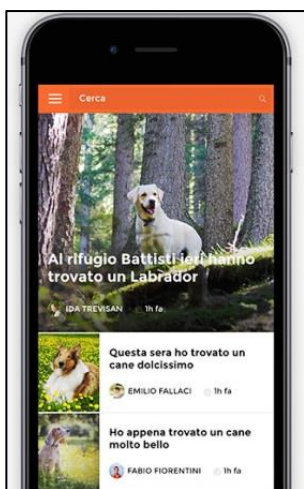 Cerca
Al rifugio Battisti ieri hanno
trovato un Labrador
IDA TREVISAN 1h fa
Questa sera ho trovato un
cane dolcissimo
EMILIO FALLACI 1h fa
Ho appena trovato un cane
molto bello
FABIO FIORENTINI 1h fa